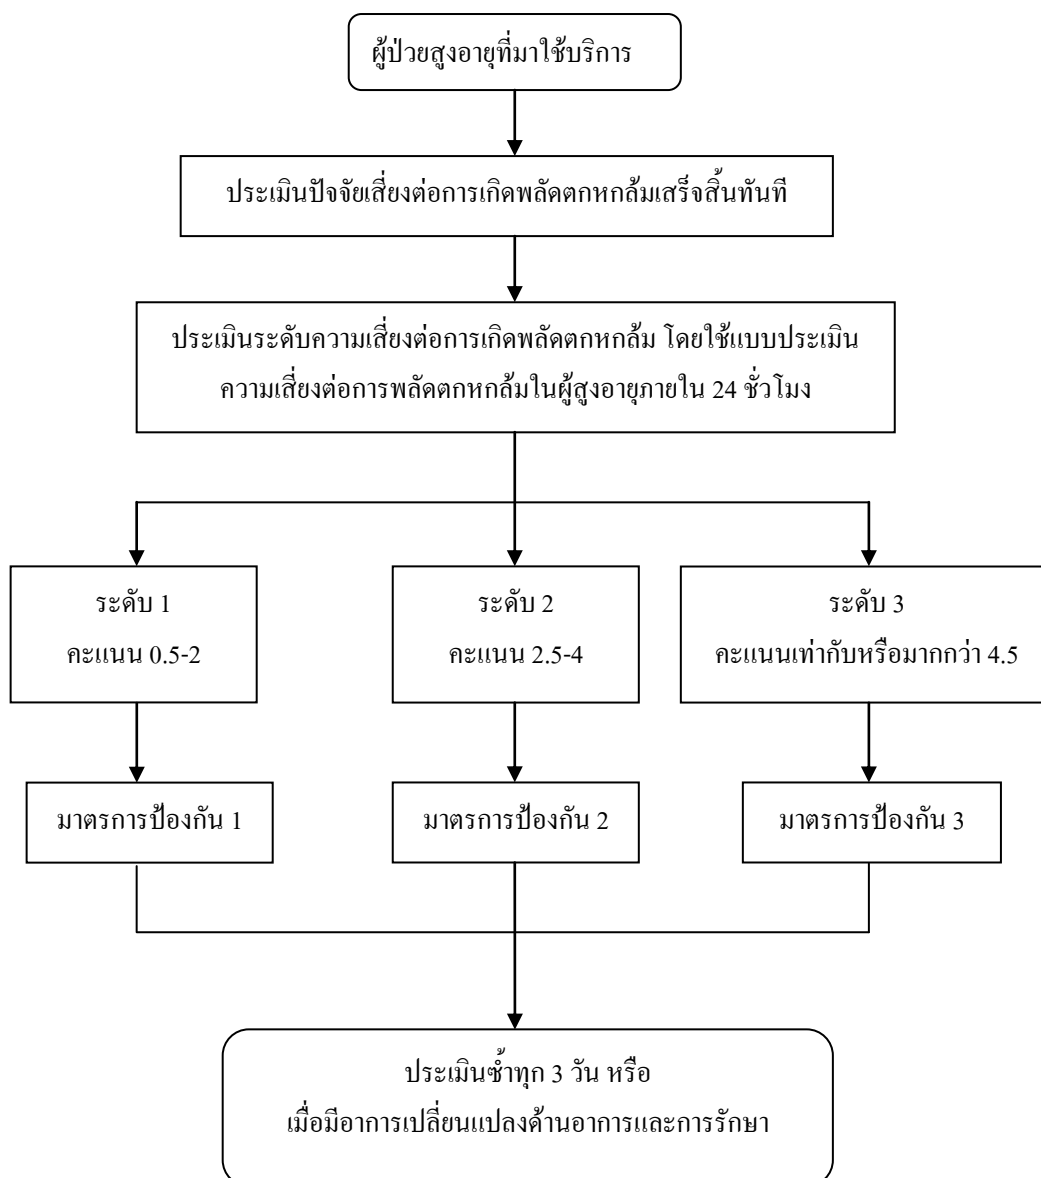 ผู้ป่วยสูงอายุที่มาใช้บริการ
ประเมินปัจจัยเสี่ยงต่อการเกิดพลัดตกหกล้มเสร็จสิ้นทันที
ประเมินระดับความเสี่ยงต่อการเกิดพลัดตกหกล้ม โดยใช้แบบประเมิน
ความเสี่ยงต่อการพลัดตกหกล้มในผู้สูงอายุภายใน 24 ชั่วโมง
ระดับ 1
คะแนน 0.5-2
ระดับ 2
คะแนน 2.5-4
ระดับ 3
คะแนนเท่ากับหรือมากกว่า 4.5
มาตรการป้องกัน 1
มาตรการป้องกัน 2
มาตรการป้องกัน 3
ประเมินซ้ำทุก 3 วัน หรือ
เมื่อมีอาการเปลี่ยนแปลงด้านอาการและการรักษา